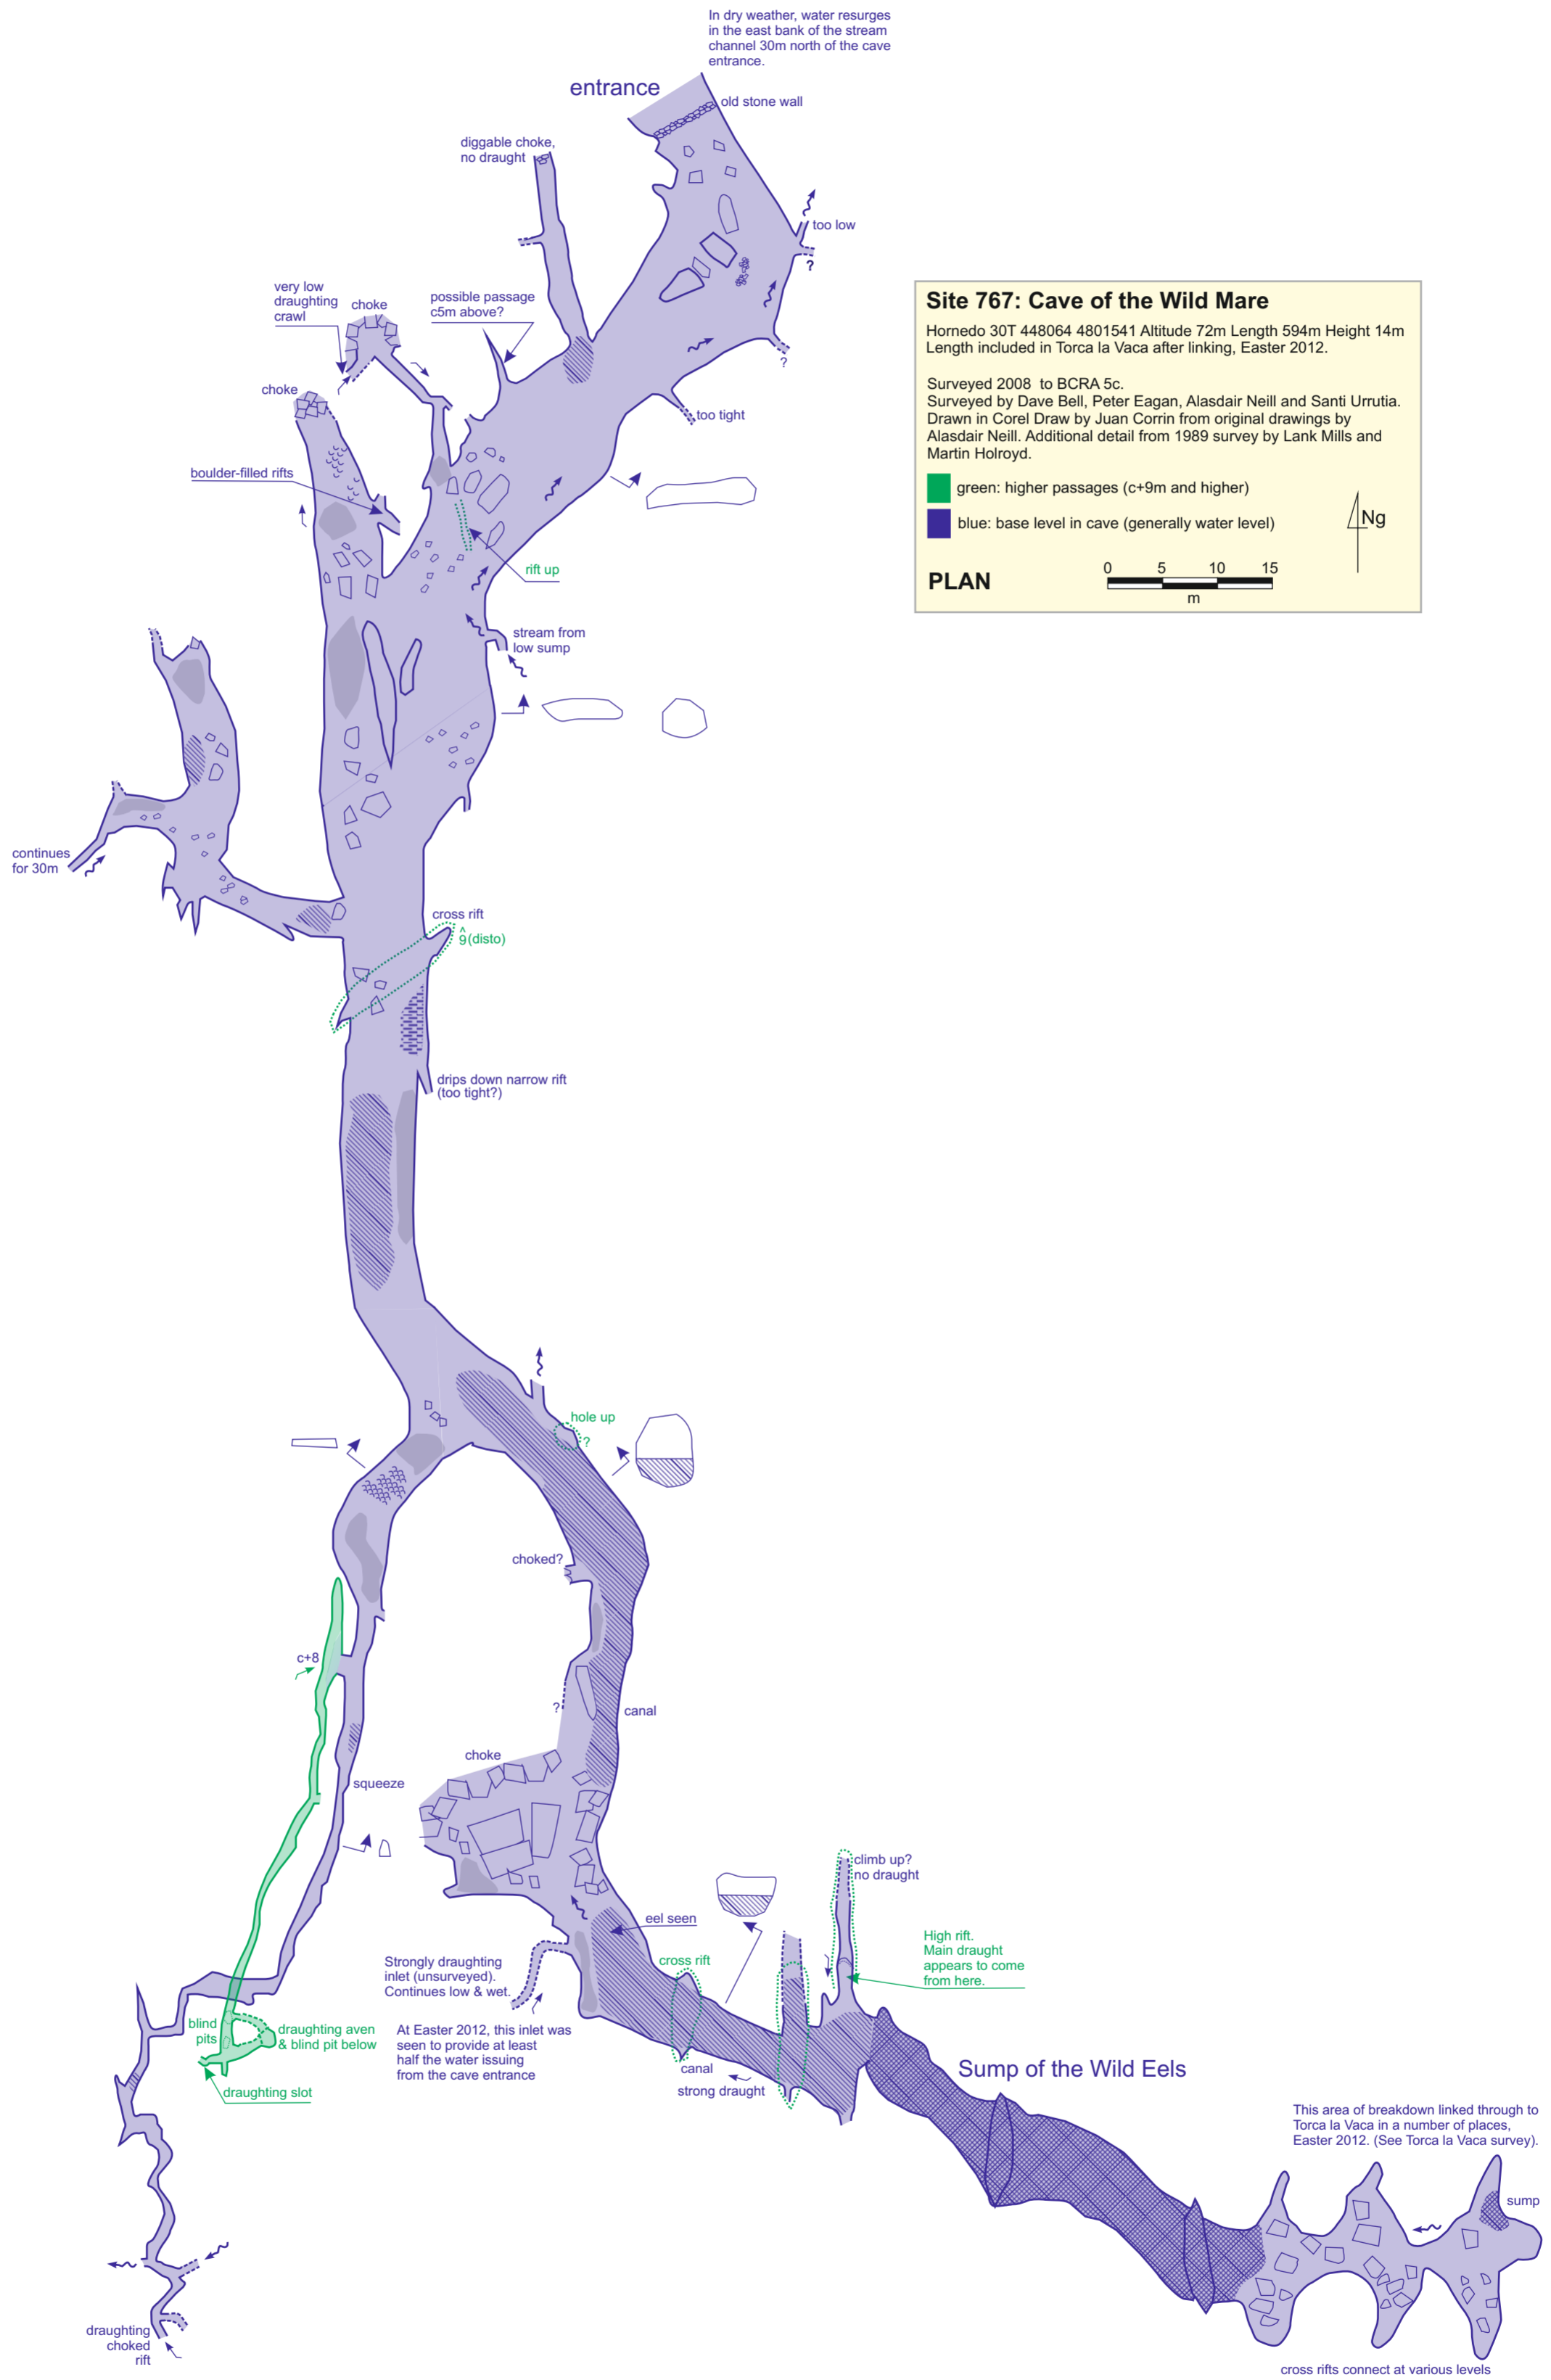 In dry weather, water resurges
in the east bank of the stream
channel 30m north of the cave
entrance.
entrance
old stone wall
diggable choke,
no draught
too low
?
very low
draughting
crawl
choke
possible passage
c5m above?
?
choke
too tight
boulder-filled rifts
rift up
stream from
low sump
Site 767: Cave of the Wild Mare
Hornedo 30T 448064 4801541 Altitude 72m Length 594m Height 14m
Length included in Torca la Vaca after linking, Easter 2012.
Surveyed 2008 to BCRA 5c.
Surveyed by Dave Bell, Peter Eagan, Alasdair Neill and Santi Urrutia.
Drawn in Corel Draw by Juan Corrin from original drawings by
Alasdair Neill. Additional detail from 1989 survey by Lank Mills and
Martin Holroyd.
green: higher passages (c+9m and higher)
blue: base level in cave (generally water level)
Ng
PLAN
0 5 10 15
m
continues
for 30m
cross rift
^
9(disto)
drips down narrow rift
(too tight?)
hole up
?
choked?
c+8
?
canal
choke
squeeze
climb up?
no draught
eel seen
High rift.
Main draught
appears to come
from here.
cross rift
Strongly draughting
inlet (unsurveyed).
Continues low & wet.
At Easter 2012, this inlet was
seen to provide at least
half the water issuing
from the cave entrance
blind
pits
draughting aven
& blind pit below
draughting slot
canal
strong draught
Sump of the Wild Eels
This area of breakdown linked through to
Torca la Vaca in a number of places,
Easter 2012. (See Torca la Vaca survey).
sump
draughting
choked
rift
cross rifts connect at various levels